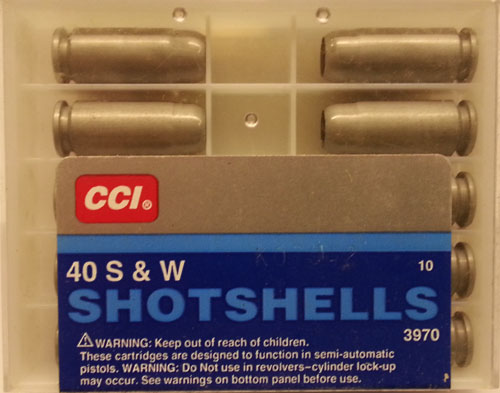 CCI®
40 S & W
10
SHOTSHELLS
3970
⚠WARNING: Keep out of reach of children.
These cartridges are designed to function in semi-automatic
pistols. WARNING: Do Not use in revolvers–cylinder lock-up
may occur. See warnings on bottom panel before use.